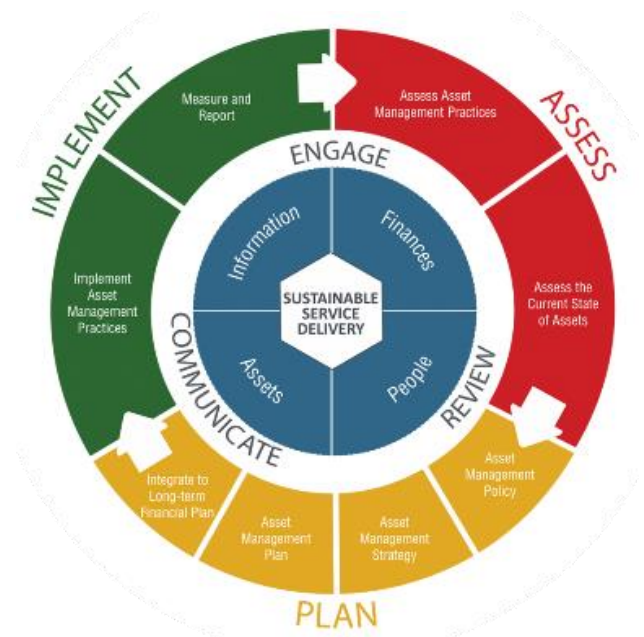 IMPLEMENT
ASSESS
PLAN
Measure and
Report
Assess Asset
Management Practices
Assess the
Current State
of Assets
Asset
Management
Policy
Asset
Management
Strategy
Asset
Management
Plan
Integrate to
Long-term
Financial Plan
Implement
Asset
Management
Practices
ENGAGE
REVIEW
COMMUNICATE
Information
Finances
People
Assets
SUSTAINABLE
SERVICE
DELIVERY